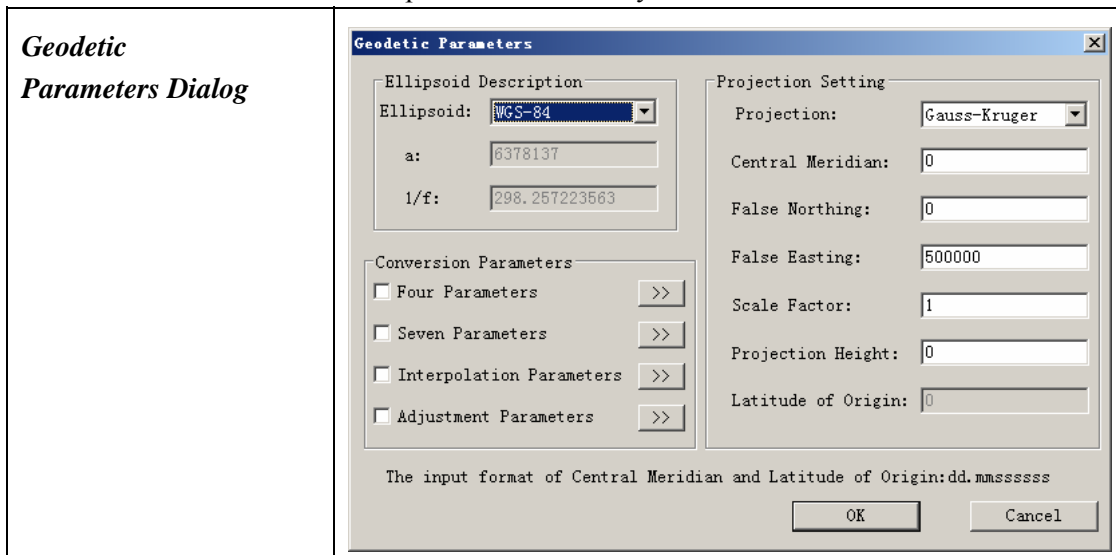 Geodetic
Parameters Dialog
Geodetic Parameters
Ellipsoid Description
Ellipsoid: WGS-84
a: 6378137
1/f: 298.257223563
Conversion Parameters
Four Parameters >>
Seven Parameters >>
Interpolation Parameters >>
Adjustment Parameters >>
Projection Setting
Projection: Gauss-Kruger
Central Meridian: 0
False Northing: 0
False Easting: 500000
Scale Factor: 1
Projection Height: 0
Latitude of Origin: 0
The input format of Central Meridian and Latitude of Origin:dd.mmssssss
OK Cancel